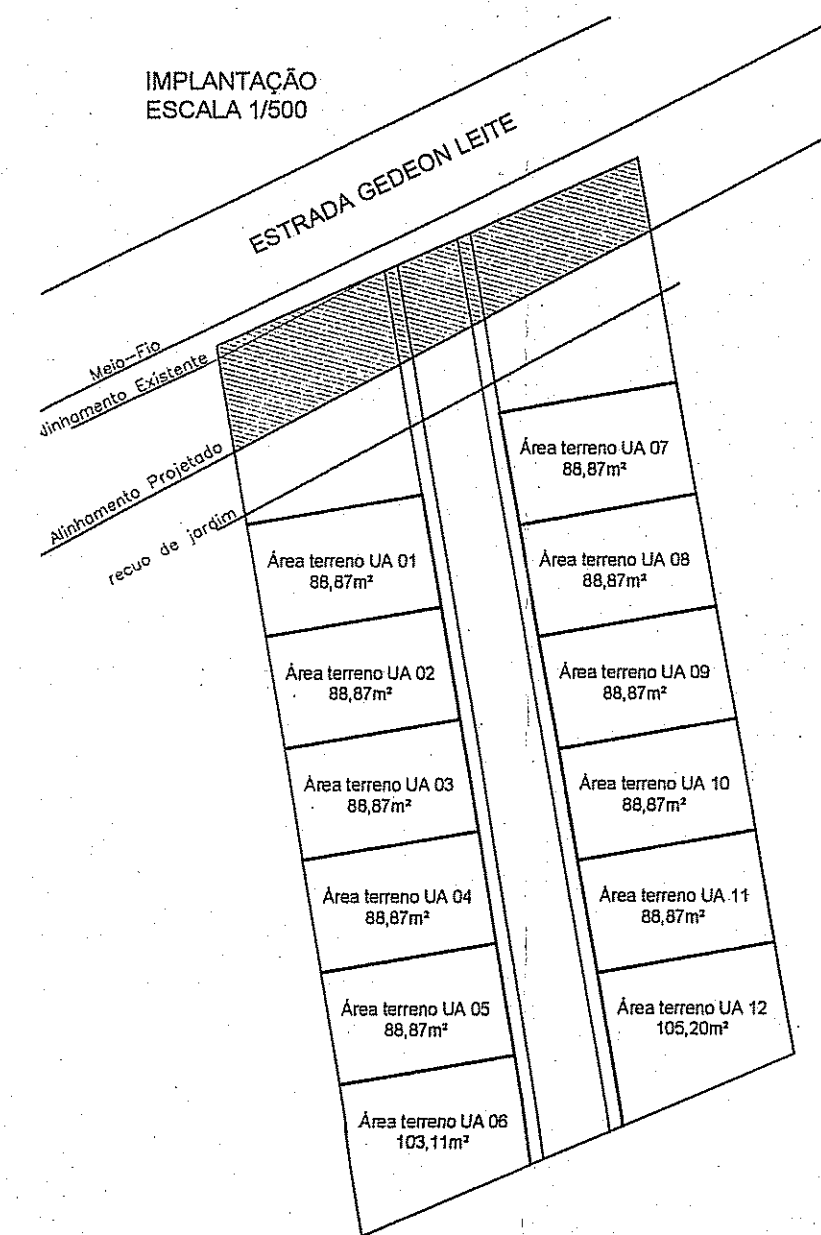 IMPLANTAÇÃO
ESCALA 1/500
ESTRADA GEDEON LEITE
Meio-Fio
Alinhamento Existente
Alinhamento Projetado
recuo de jardim
Área terreno UA 01
88,87m²
Área terreno UA 02
88,87m²
Área terreno UA 03
88,87m²
Área terreno UA 04
88,87m²
Área terreno UA 05
88,87m²
Área terreno UA 06
103,11m²
Área terreno UA 07
88,87m²
Área terreno UA 08
88,87m²
Área terreno UA 09
88,87m²
Área terreno UA 10
88,87m²
Área terreno UA 11
88,87m²
Área terreno UA 12
105,20m²